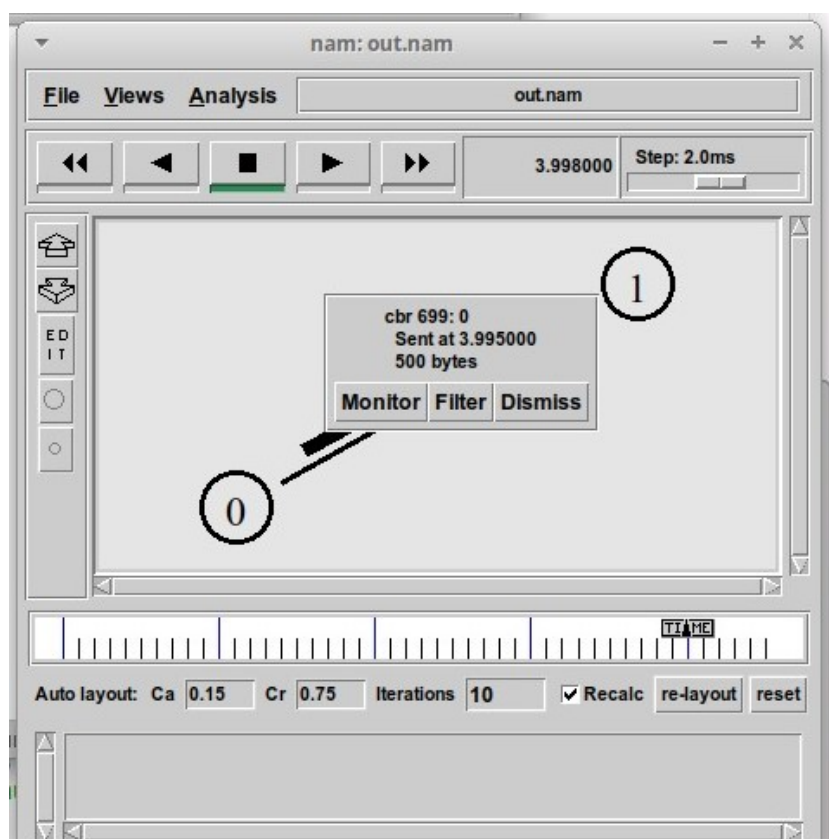 nam: out.nam
File Views Analysis out.nam
3.998000 Step: 2.0ms
1
cbr 699: 0
Sent at 3.995000
500 bytes
Monitor Filter Dismiss
E D
I T
0
TIME
Auto layout: Ca 0.15 Cr 0.75 Iterations 10 Recalc re-layout reset